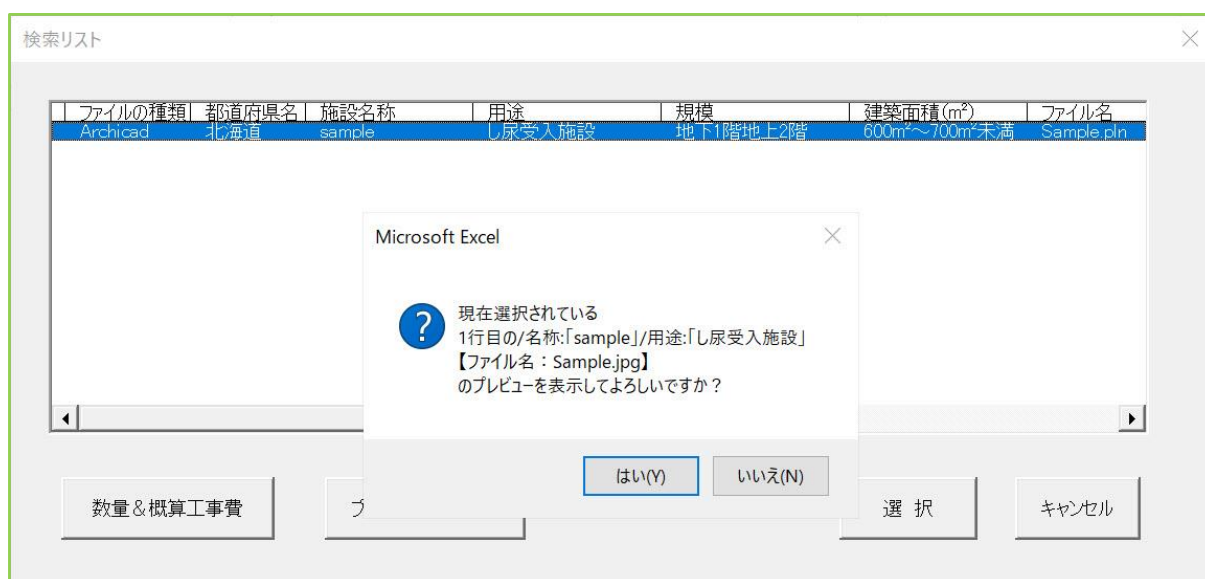 検索リスト
ファイルの種類 都道府県名 施設名称 用途 規模 建築面積(m²) ファイル名
Archicad 北海道 sample し尿受入施設 地下1階地上2階 600m²～700m²未満 Sample.pln
Microsoft Excel
現在選択されている
1行目の/名称:「sample」/用途:「し尿受入施設」
【ファイル名：Sample.jpg】
のプレビューを表示してよろしいですか？
はい(Y) いいえ(N)
数量＆概算工事費 プ 選 択 キャンセル